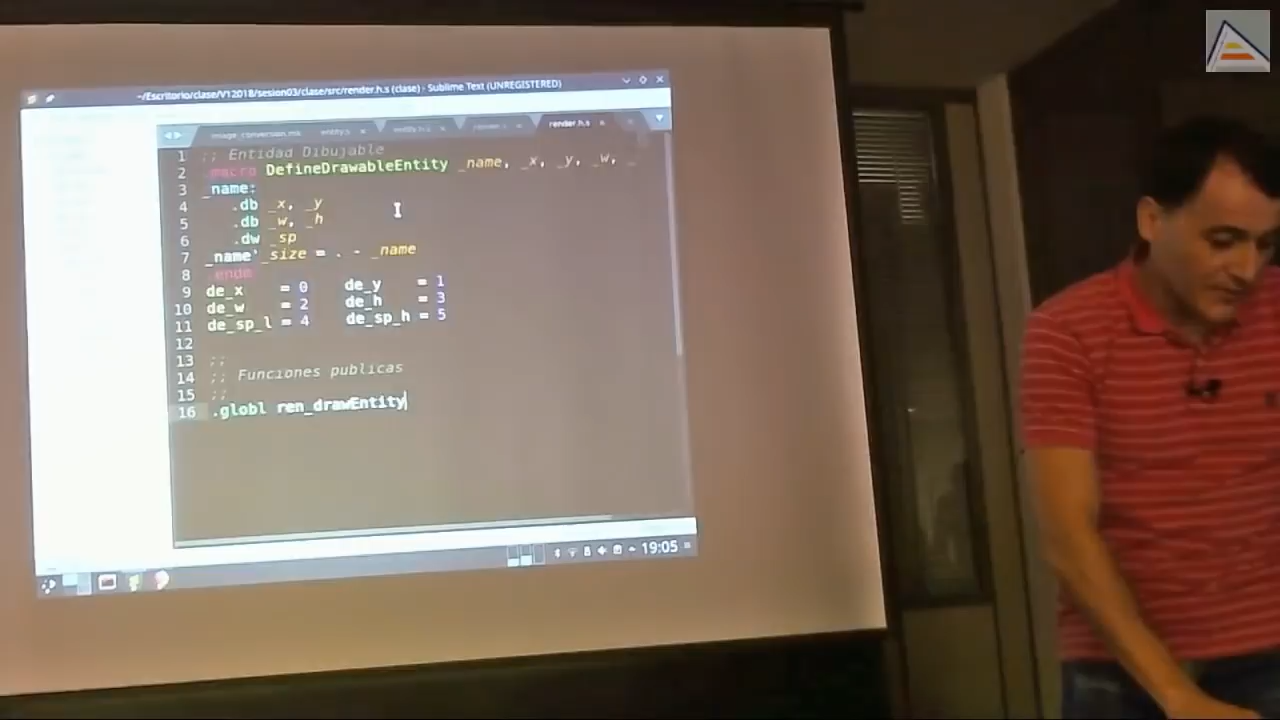 ~/Escritorio/clase/V12018/sesion03/clase/src/render.h.s (clase) - Sublime Text (UNREGISTERED)
image_conversion.mk entity.s render.h.s
1 ;; Entidad Dibujable
2 .macro DefineDrawableEntity _name, _x, _y, _w, _
3 _name:
4 .db _x, _y
5 .db _w, _h
6 .dw _sp
7 _name'_size = . - _name
8 .endm
9 de_x = 0 de_y = 1
10 de_w = 2 de_h = 3
11 de_sp_l = 4 de_sp_h = 5
12
13 ;;
14 ;; Funciones publicas
15 ;;
16 .globl ren_drawEntity
19:05